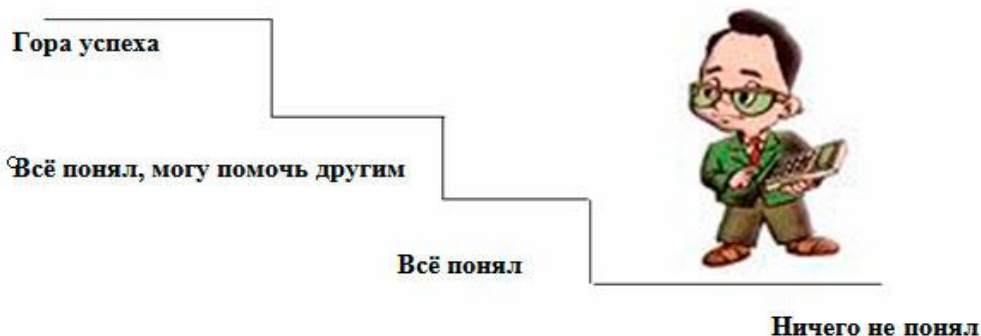 Гора успеха
Всё понял, могу помочь другим
Всё понял
Ничего не понял